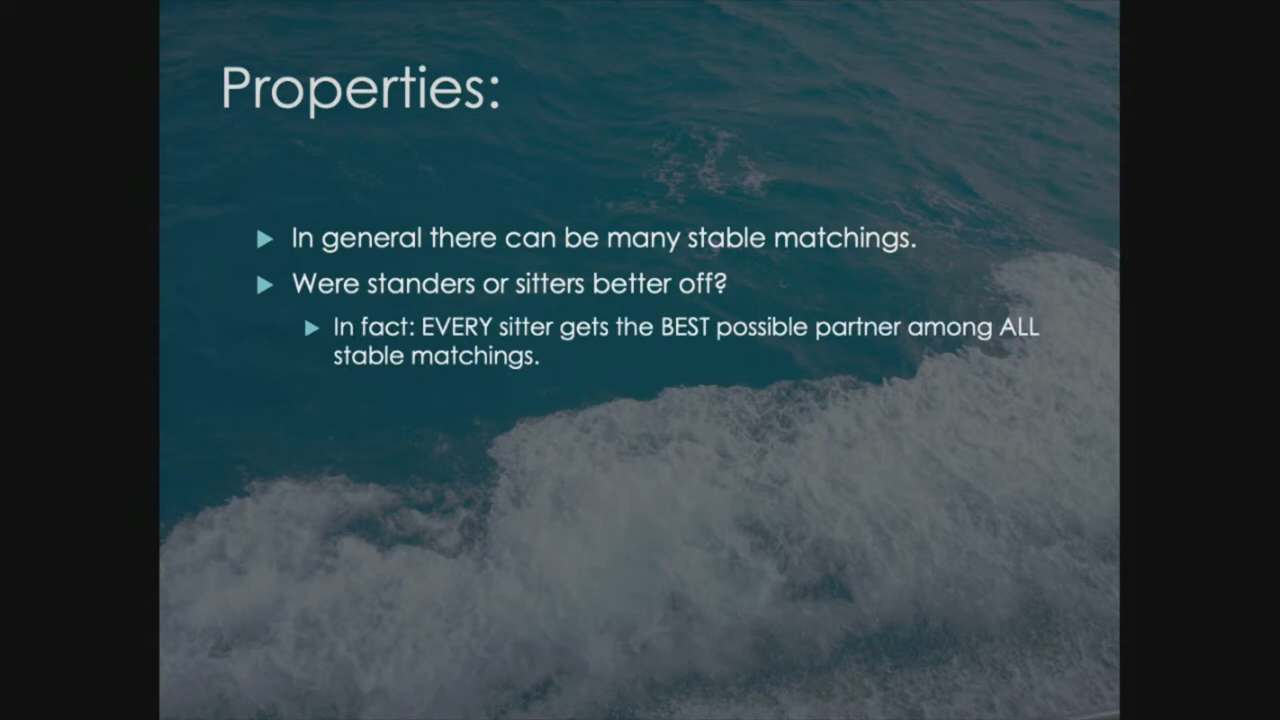 Properties:
In general there can be many stable matchings.
Were standers or sitters better off?
In fact: EVERY sitter gets the BEST possible partner among ALL
stable matchings.